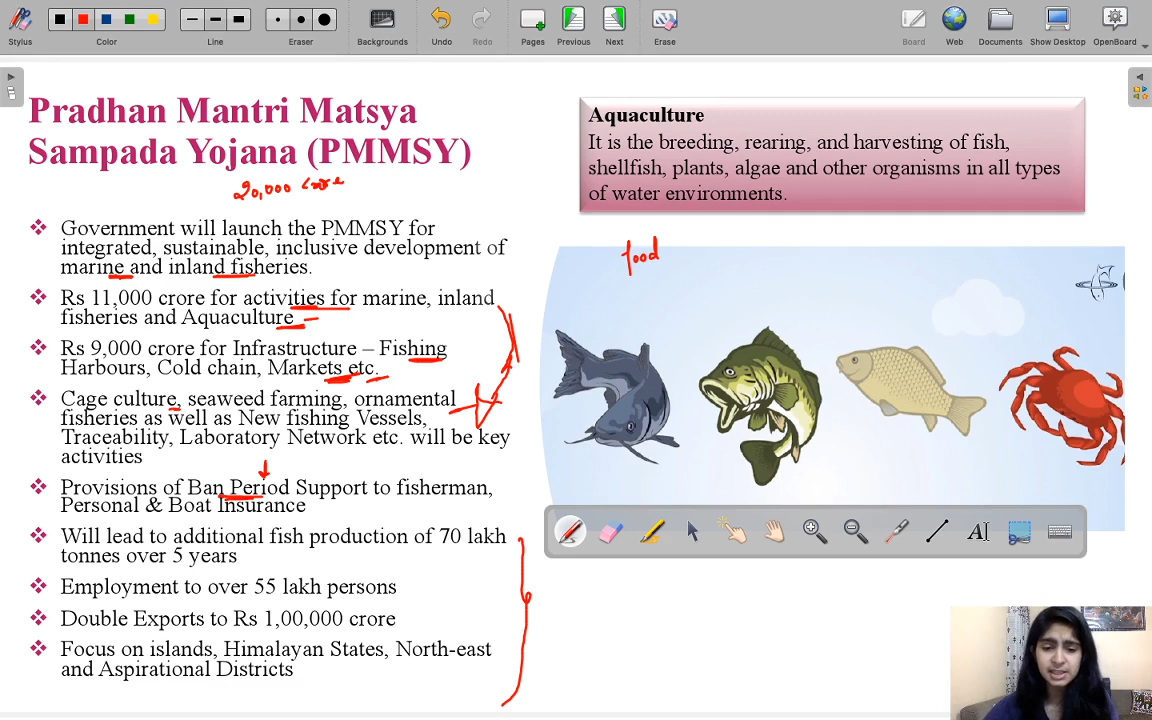 Stylus
Color
Line
Eraser
Backgrounds
Undo
Redo
Pages
Previous
Next
Erase
Board
Web
Documents
Show Desktop
OpenBoard
Pradhan Mantri Matsya
Sampada Yojana (PMMSY)
20,000 crore
Government will launch the PMMSY for
integrated, sustainable, inclusive development of
marine and inland fisheries.
Rs 11,000 crore for activities for marine, inland
fisheries and Aquaculture
Rs 9,000 crore for Infrastructure – Fishing
Harbours, Cold chain, Markets etc.
Cage culture, seaweed farming, ornamental
fisheries as well as New fishing Vessels,
Traceability, Laboratory Network etc. will be key
activities
Provisions of Ban Period Support to fisherman,
Personal & Boat Insurance
Will lead to additional fish production of 70 lakh
tonnes over 5 years
Employment to over 55 lakh persons
Double Exports to Rs 1,00,000 crore
Focus on islands, Himalayan States, North-east
and Aspirational Districts
Aquaculture
It is the breeding, rearing, and harvesting of fish,
shellfish, plants, algae and other organisms in all types
of water environments.
food
AI